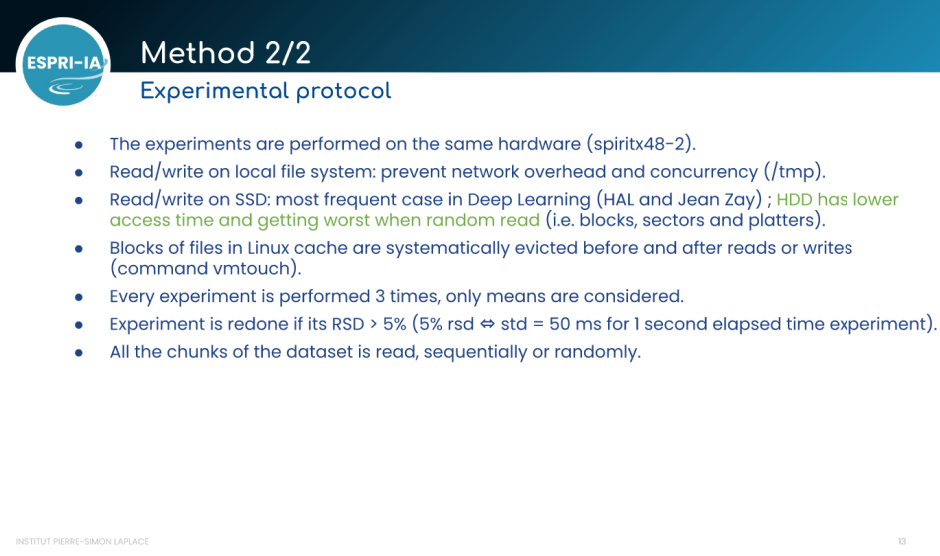 ESPRI-IA
Method 2/2
Experimental protocol
● The experiments are performed on the same hardware (spiritx48-2).
● Read/write on local file system: prevent network overhead and concurrency (/tmp).
● Read/write on SSD: most frequent case in Deep Learning (HAL and Jean Zay) ; HDD has lower
access time and getting worst when random read (i.e. blocks, sectors and platters).
● Blocks of files in Linux cache are systematically evicted before and after reads or writes
(command vmtouch).
● Every experiment is performed 3 times, only means are considered.
● Experiment is redone if its RSD > 5% (5% rsd ⇔ std = 50 ms for 1 second elapsed time experiment).
● All the chunks of the dataset is read, sequentially or randomly.
INSTITUT PIERRE-SIMON LAPLACE
13